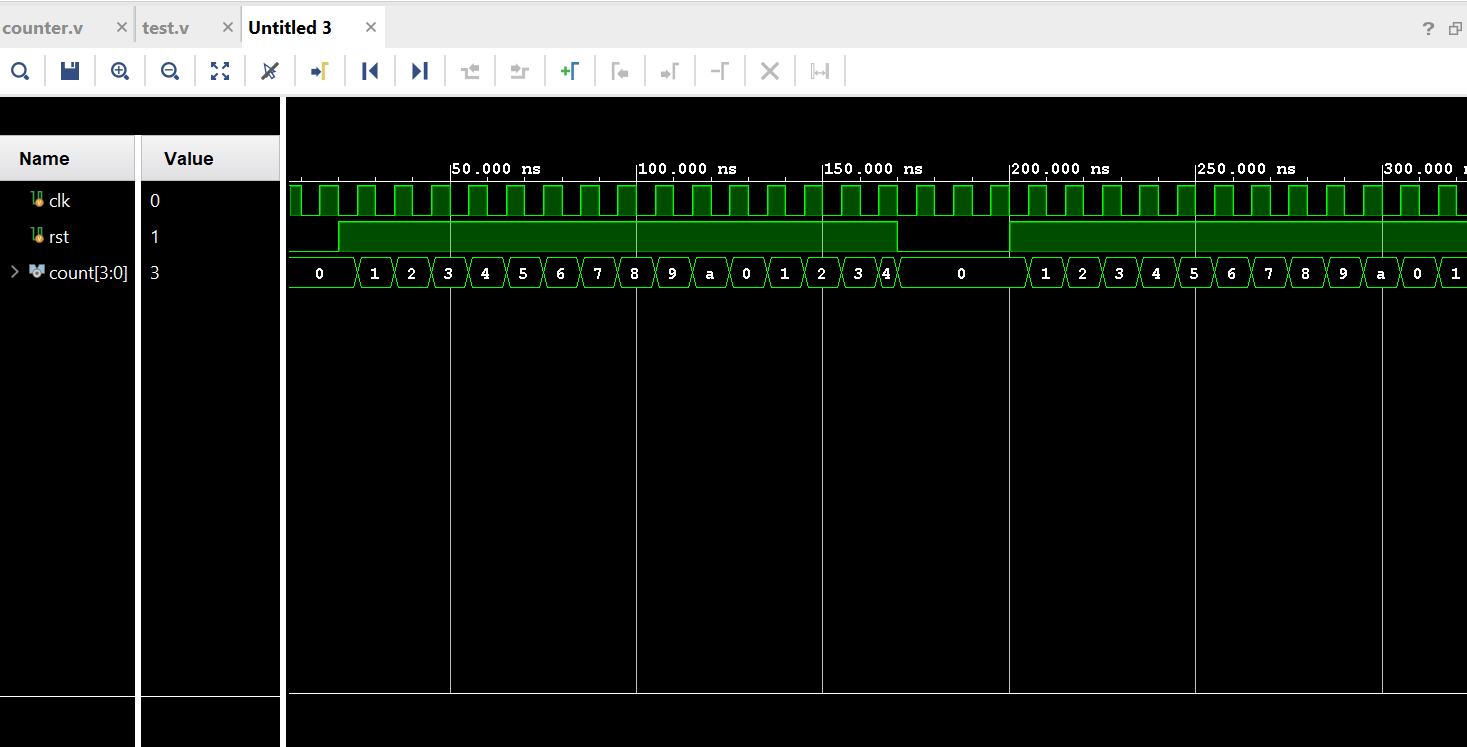 counter.v × test.v × Untitled 3 × ?
Name Value 50.000 ns 100.000 ns 150.000 ns 200.000 ns 250.000 ns 300.000
clk 0
rst 1
count[3:0] 3 0 1 2 3 4 5 6 7 8 9 a 0 1 2 3 4 0 1 2 3 4 5 6 7 8 9 a 0 1